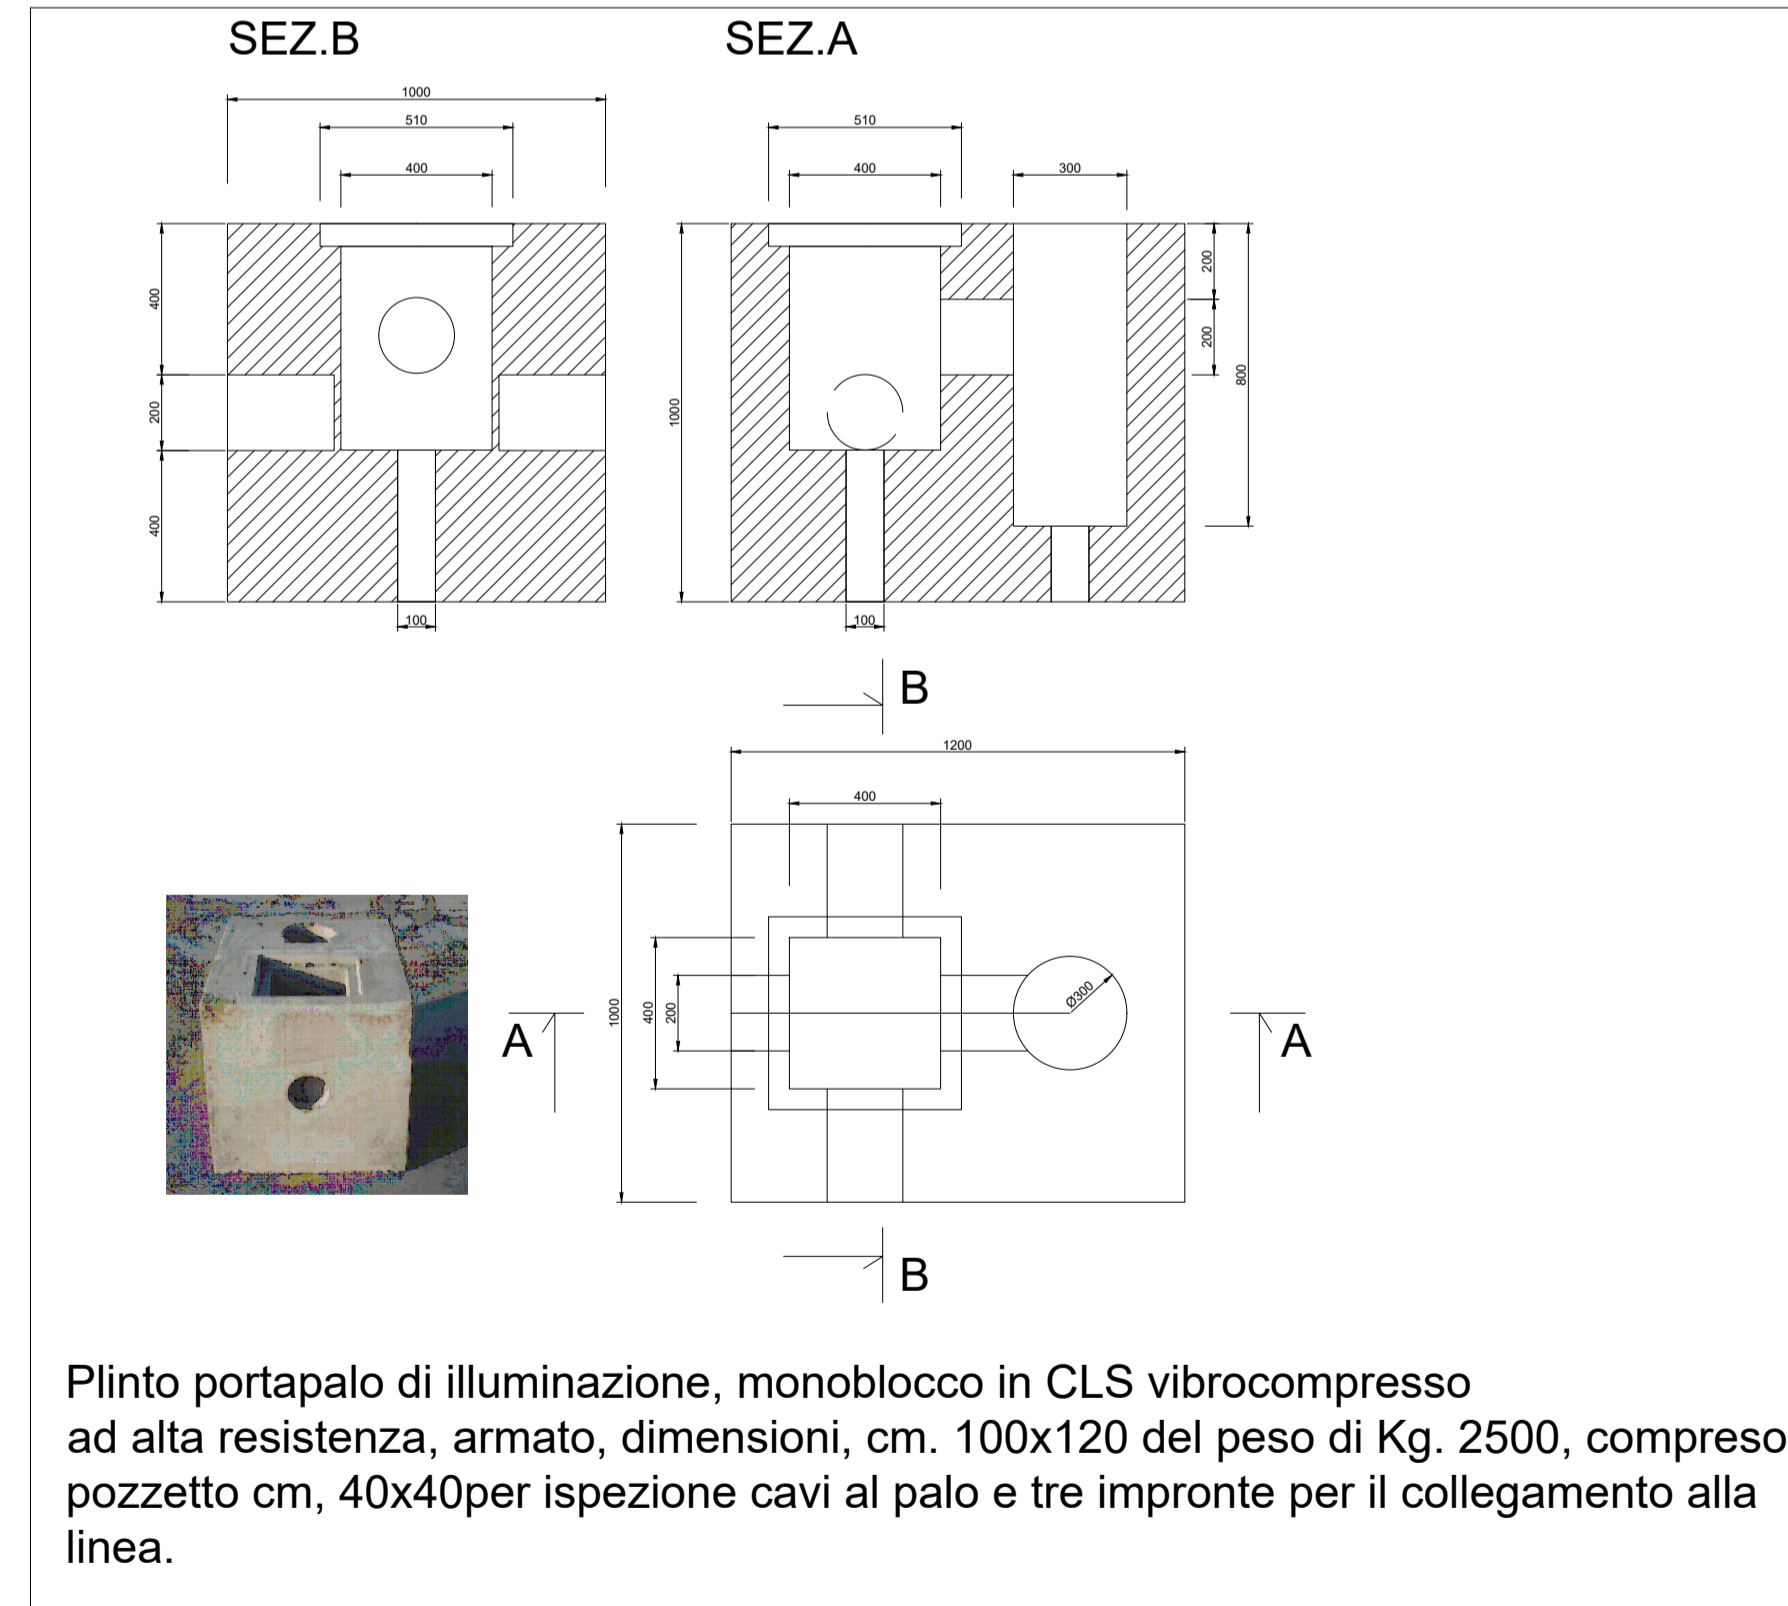 SEZ.B
SEZ.A
1000
510
400
400
200
400
100
510
400
300
1000
200
200
800
100
B
1200
400
1000
400
200
Ø300
A
A
B
Plinto portapalo di illuminazione, monoblocco in CLS vibrocompresso
ad alta resistenza, armato, dimensioni, cm. 100x120 del peso di Kg. 2500, compreso
pozzetto cm, 40x40per ispezione cavi al palo e tre impronte per il collegamento alla
linea.